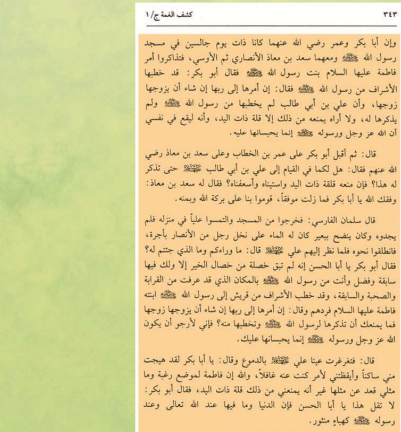 ٣٤٣
كشف الغمة ج/١
وإن أبا بكر وعمر رضي الله عنهما كانا ذات يوم جالسين في مسجد
رسول الله ﷺ ومعهما سعد بن معاذ الأنصاري ثم الأوسي، فتذاكروا أمر
فاطمة عليها السلام بنت رسول الله ﷺ فقال أبو بكر: قد خطبها
الأشراف من رسول الله ﷺ فقال: إن أمرها إلى ربها إن شاء أن يزوجها
زوجها، وأن علي بن أبي طالب لم يخطبها من رسول الله ﷺ ولم
يذكرها له، ولا أراه يمنعه من ذلك إلا قلة ذات اليد، وأنه ليقع في نفسي
أن الله عز وجل ورسوله ﷺ إنما يحبسانها عليه.
قال: ثم أقبل أبو بكر على عمر بن الخطاب وعلى سعد بن معاذ رضي
الله عنهم فقال: هل لكما في القيام إلى علي بن أبي طالب ﷺ حتى نذكر
له هذا؟ فإن منعه قلقة ذات اليد واسيناه وأسعفناه؟ فقال له سعد بن معاذ:
وفقك الله يا أبا بكر فما زلت موفقاً، قوموا بنا على بركة الله وبمنه.
قال سلمان الفارسي: فخرجوا من المسجد والتمسوا علياً في منزله فلم
يجدوه وكان ينضح ببعير كان له الماء على نخل رجل من الأنصار بأجرة،
فانطلقوا نحوه فلما نظر إليهم علي ﷺ قال: ما وراءكم وما الذي جئتم له؟
فقال أبو بكر يا أبا الحسن إنه لم تبق خصلة من خصال الخير إلا ولك فيها
سابقة وفضل وأنت من رسول الله ﷺ بالمكان الذي قد عرفت من القرابة
والصحبة والسابقة، وقد خطب الأشراف من قريش إلى رسول الله ﷺ ابنته
فاطمة عليها السلام فردهم وقال: إن أمرها إلى ربها إن شاء أن يزوجها زوجها
فما يمنعك أن تذكرها لرسول الله ﷺ وتخطبها منه؟ فإني لأرجو أن يكون
الله عز وجل ورسوله ﷺ إنما يحبسانها عليك.
قال: فتغرغرت عينا علي ﷺ بالدموع وقال: يا أبا بكر لقد هيجت
مني ساكناً وأيقظتني لأمر كنت عنه غافلاً، والله إن فاطمة لموضع رغبة وما
مثلي قعد عن مثلها غير أنه يمنعني من ذلك قلة ذات اليد، فقال أبو بكر:
لا تقل هذا يا أبا الحسن فإن الدنيا وما فيها عند الله تعالى وعند
رسوله ﷺ كهباءٍ منثور.